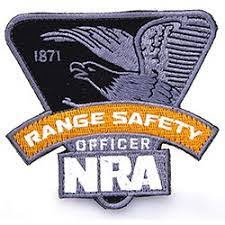 1871
RANGE SAFETY
OFFICER
NRA